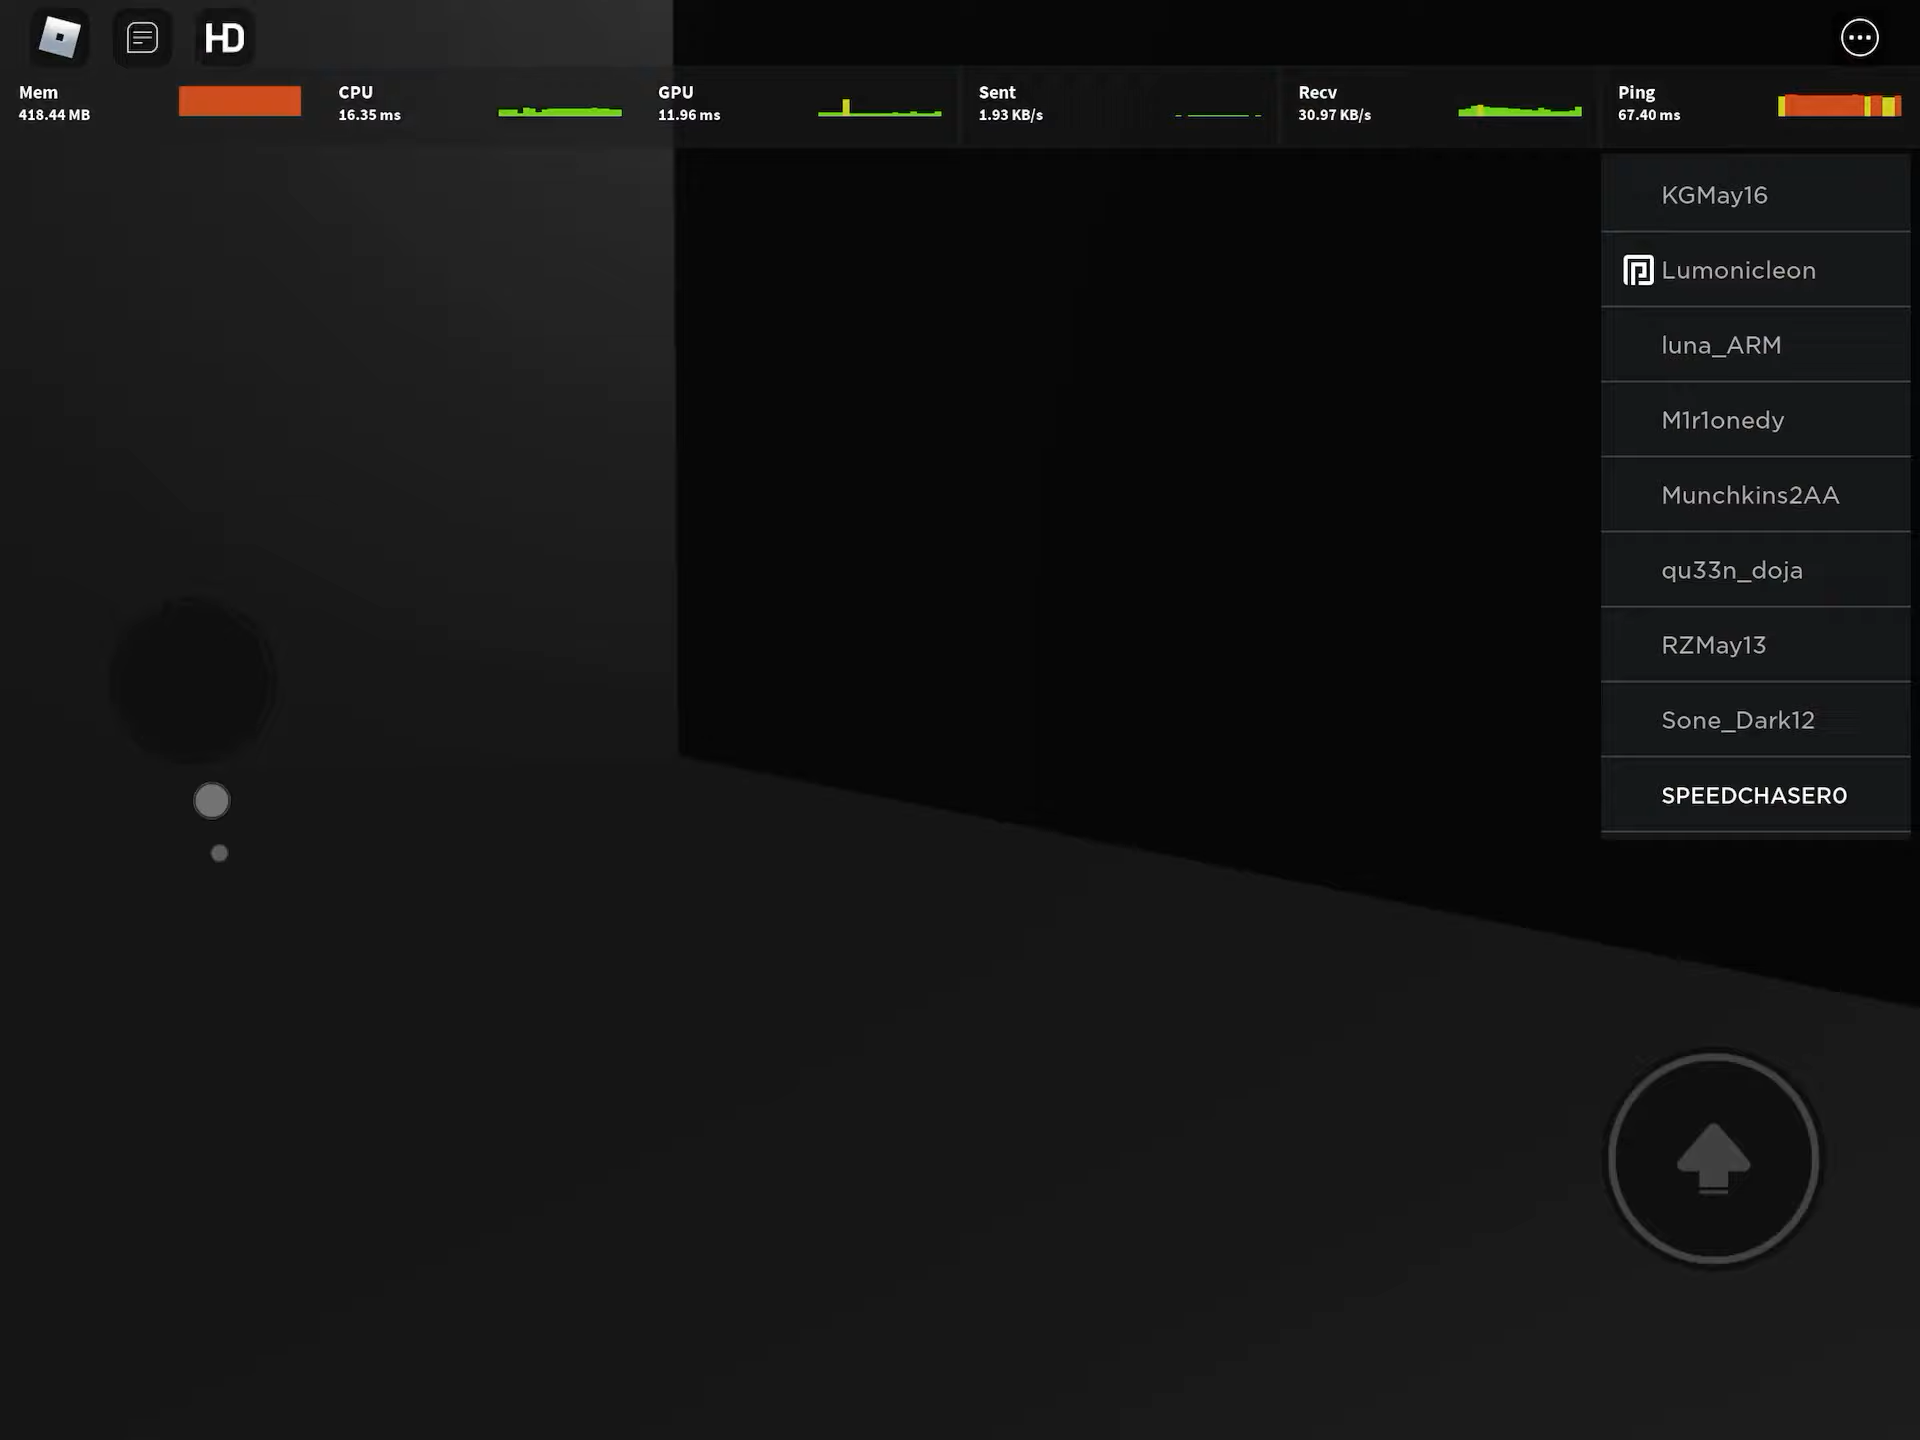 HD
Mem
418.44 MB
CPU
16.35 ms
GPU
11.96 ms
Sent
1.93 KB/s
Recv
30.97 KB/s
Ping
67.40 ms
KGMay16
Lumonicleon
luna_ARM
M1r1onedy
Munchkins2AA
qu33n_doja
RZMay13
Sone_Dark12
SPEEDCHASER0